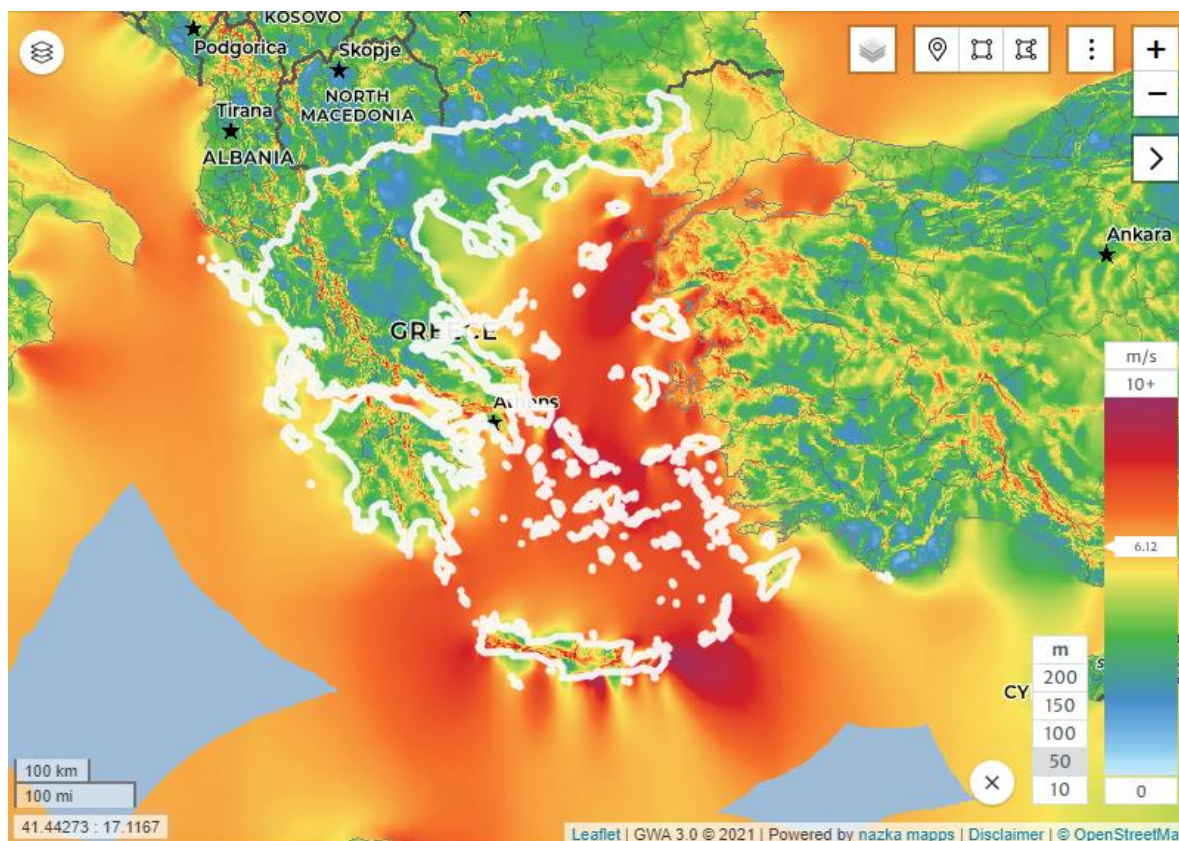 KOSOVO
Podgorica
Skopje
NORTH
MACEDONIA
Tirana
ALBANIA
Ankara
GREECE
Athens
m/s
10+
6.12
0
m
200
150
100
50
10
CY
100 km
100 mi
41.44273 : 17.1167
Leaflet | GWA 3.0 © 2021 | Powered by nazka mapps | Disclaimer | © OpenStreetMa